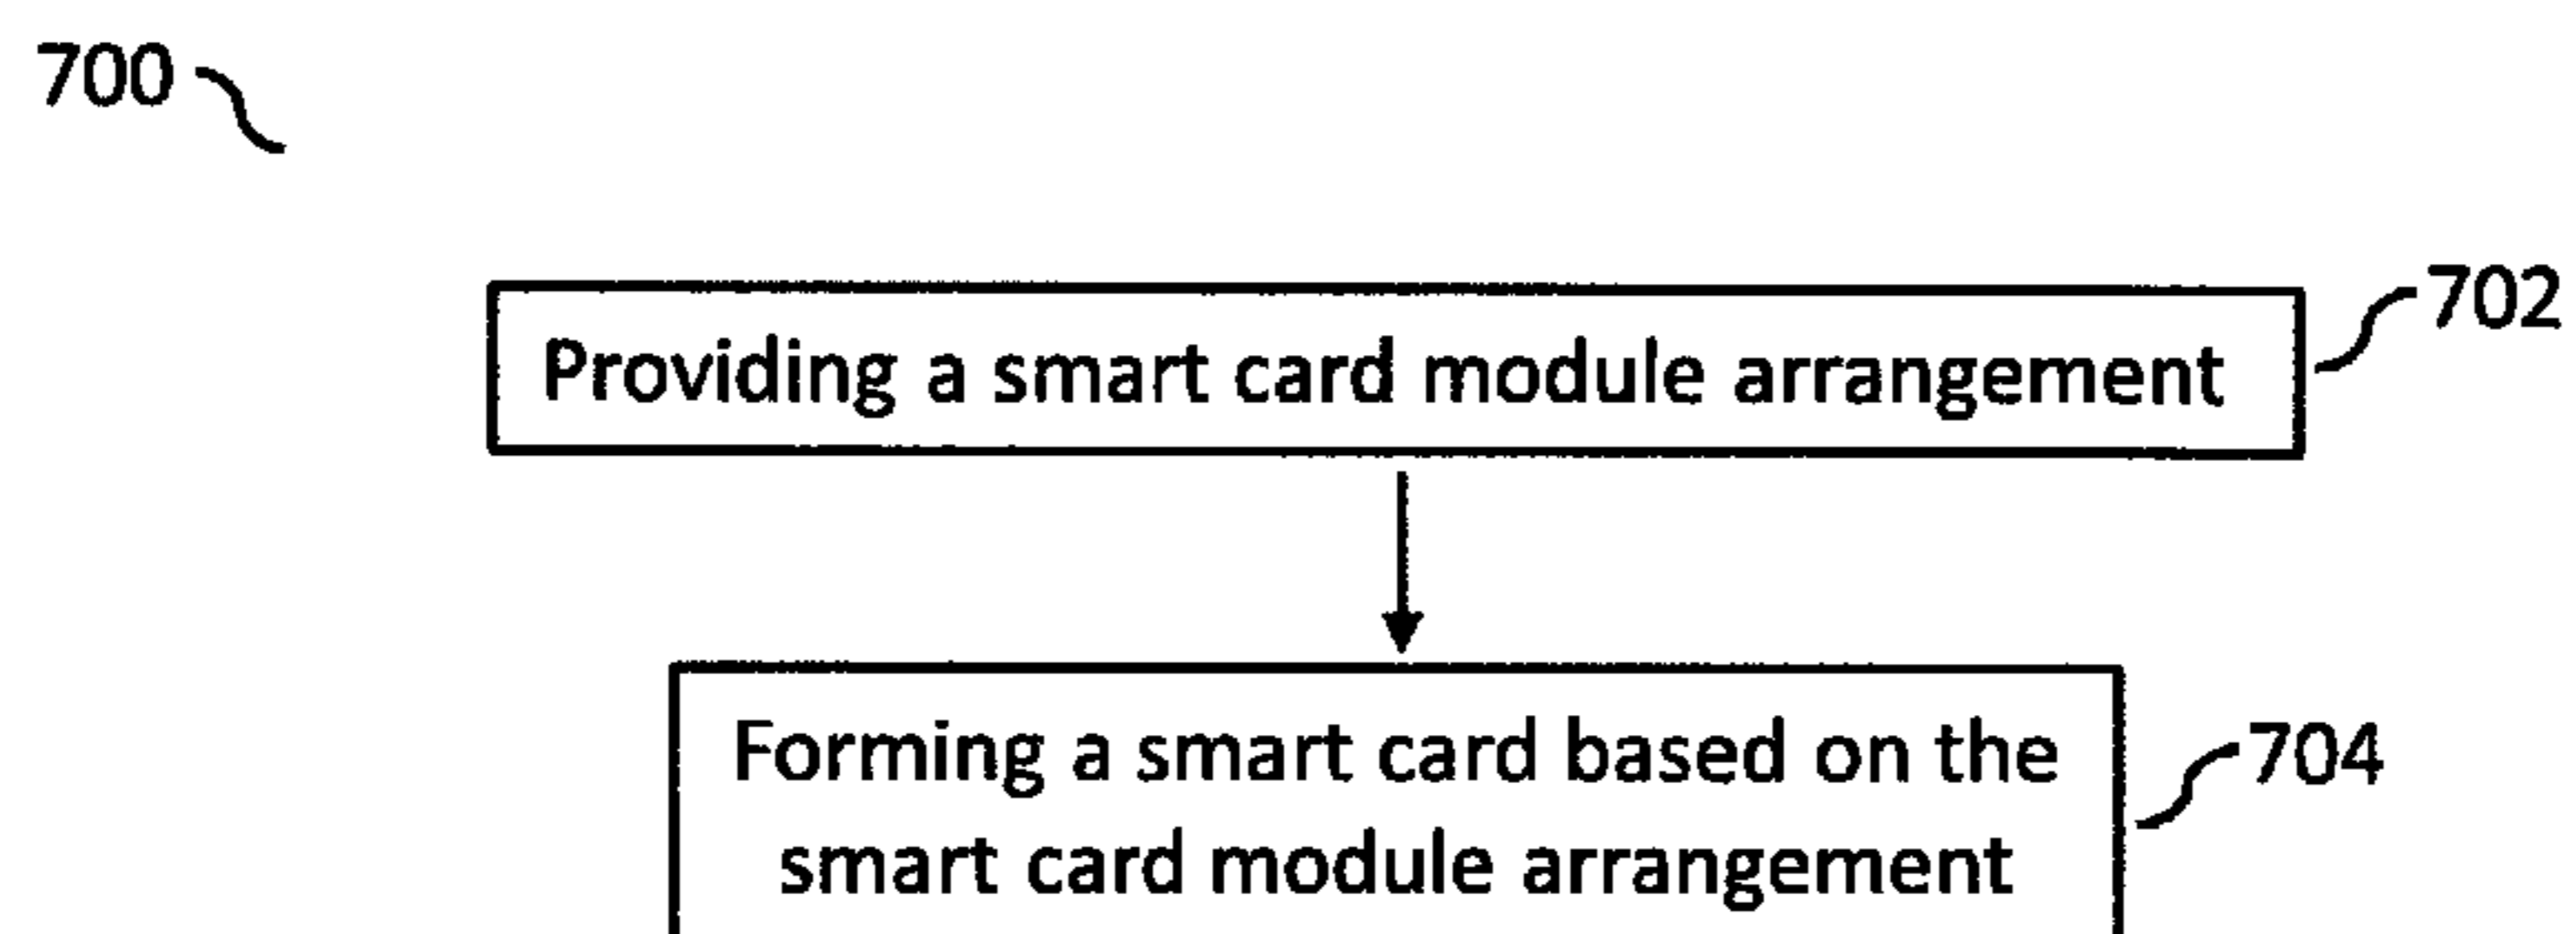 700
Providing a smart card module arrangement
702
Forming a smart card based on the
704
smart card module arrangement